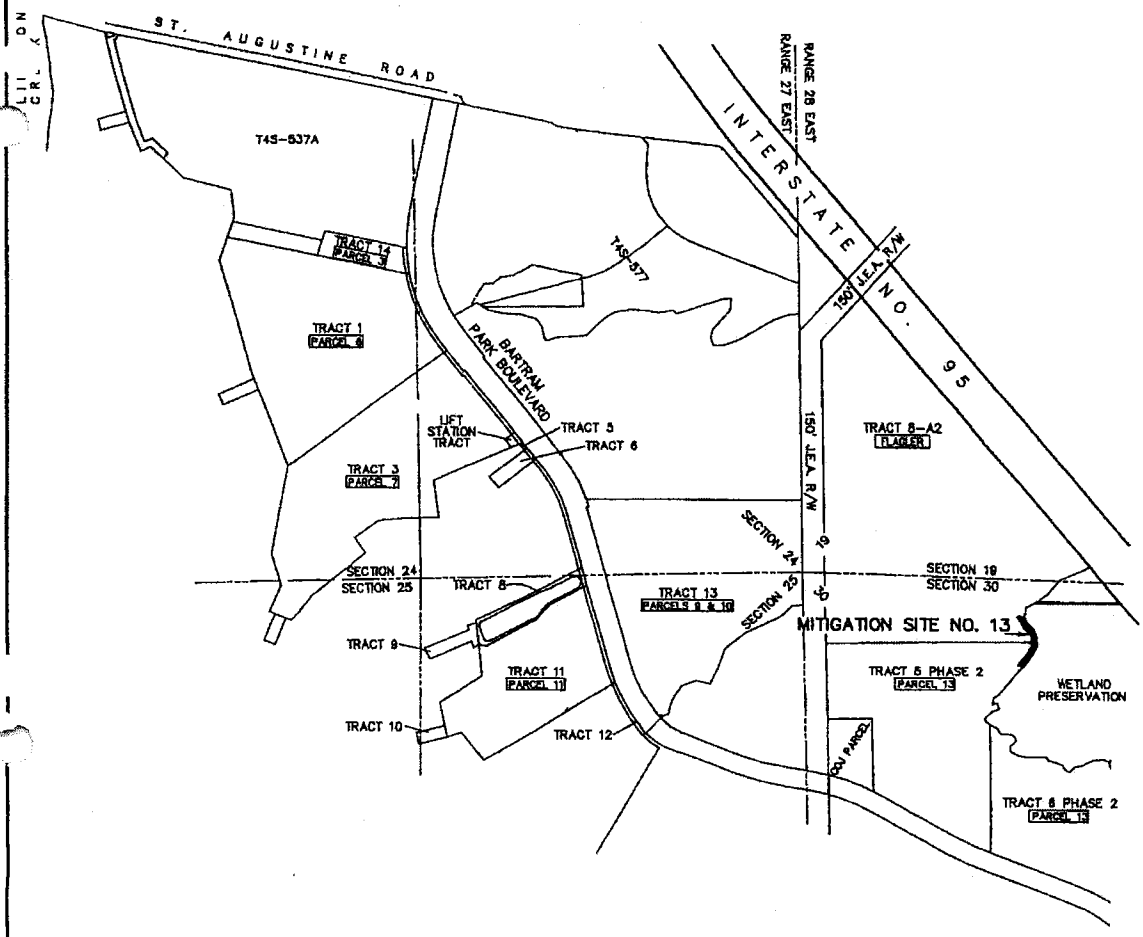 ST. AUGUSTINE ROAD
RANGE 28 EAST
RANGE 27 EAST
INTERSTATE NO. 95
T4S-537A
150' J.E.A. R/W
T4S-577
TRACT 14
PARCEL 3
TRACT 1
PARCEL 6
BARTRAM
PARK BOULEVARD
LIFT
STATION
TRACT
TRACT 5
TRACT 6
150' J.E.A. R/W
TRACT 8-A2
FLAGLER
TRACT 3
PARCEL 7
SECTION 24
SECTION 25
SECTION 24
SECTION 25
19
30
SECTION 19
SECTION 30
TRACT 8
TRACT 13
PARCELS 9 & 10
MITIGATION SITE NO. 13
TRACT 9
TRACT 11
PARCEL 11
TRACT 5 PHASE 2
PARCEL 13
WETLAND
PRESERVATION
TRACT 10
TRACT 12
COJ PARCEL
TRACT 6 PHASE 2
PARCEL 13